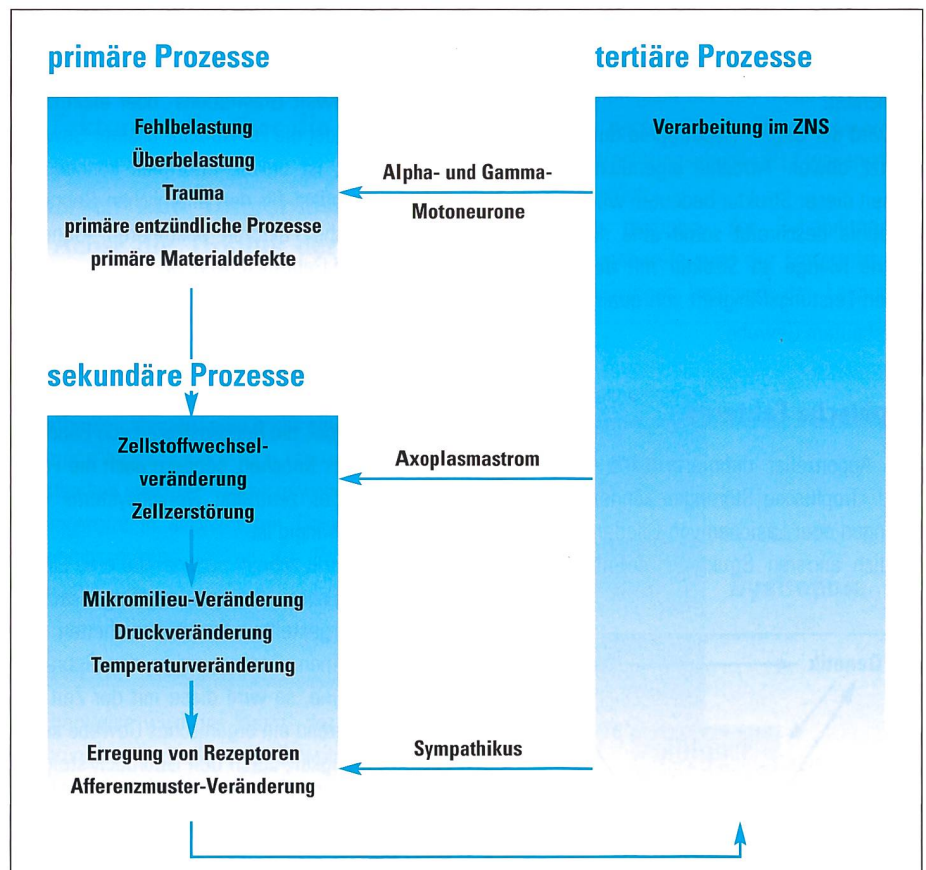 primäre Prozesse
Fehlbelastung
Überbelastung
Trauma
primäre entzündliche Prozesse
primäre Materialdefekte
Alpha- und Gamma-
Motoneurone
tertiäre Prozesse
Verarbeitung im ZNS
sekundäre Prozesse
Zellstoffwechsel-
veränderung
Zellzerstörung
Axoplasmastrom
Mikromilieu-Veränderung
Druckveränderung
Temperaturveränderung
Erregung von Rezeptoren
Afferenzmuster-Veränderung
Sympathikus